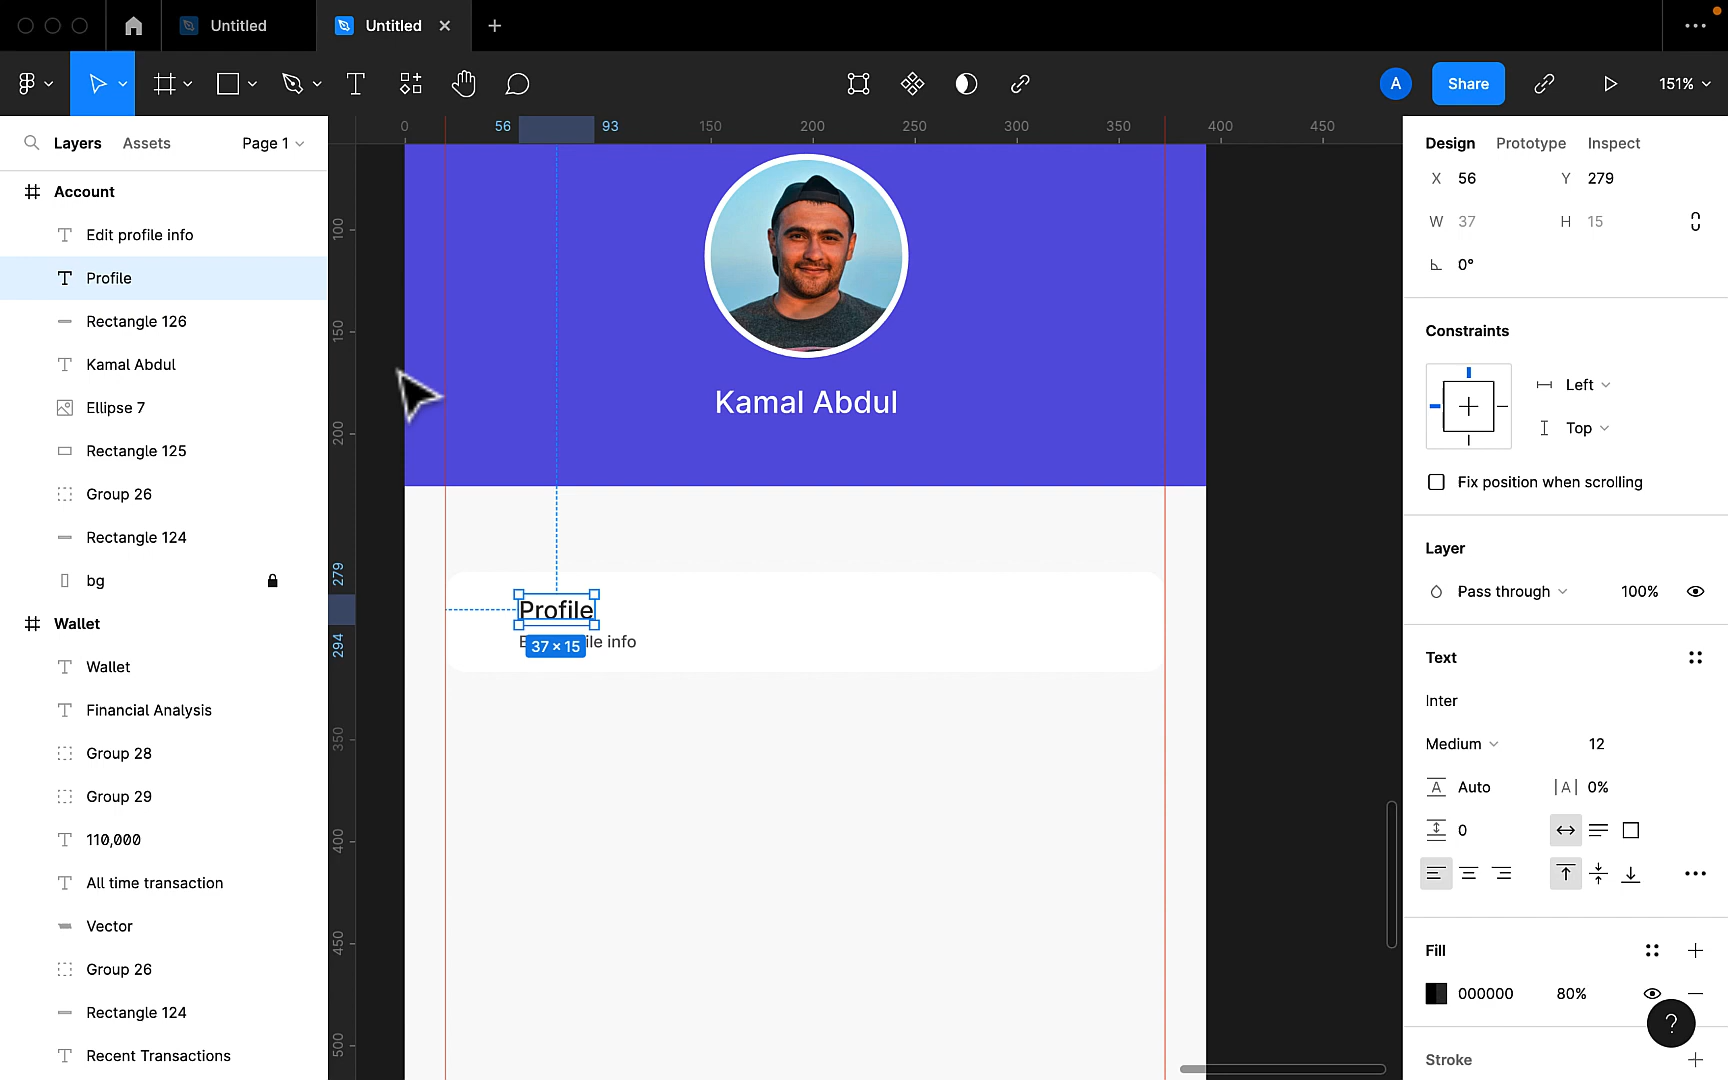 Untitled
Untitled
A
Share
151%
Layers
Assets
Page 1
0
56
93
150
200
250
300
350
400
450
Design
Prototype
Inspect
Account
Edit profile info
Profile
Rectangle 126
Kamal Abdul
Ellipse 7
Rectangle 125
Group 26
Rectangle 124
bg
Wallet
Wallet
Financial Analysis
Group 28
Group 29
110,000
All time transaction
Vector
Group 26
Rectangle 124
Recent Transactions
100
150
200
279
294
350
400
450
500
Kamal Abdul
Profile
37 × 15
ile info
X 56
Y 279
W 37
H 15
0°
Constraints
Left
Top
Fix position when scrolling
Layer
Pass through
100%
Text
Inter
Medium
12
A Auto
|A| 0%
0
Fill
000000
80%
?
Stroke